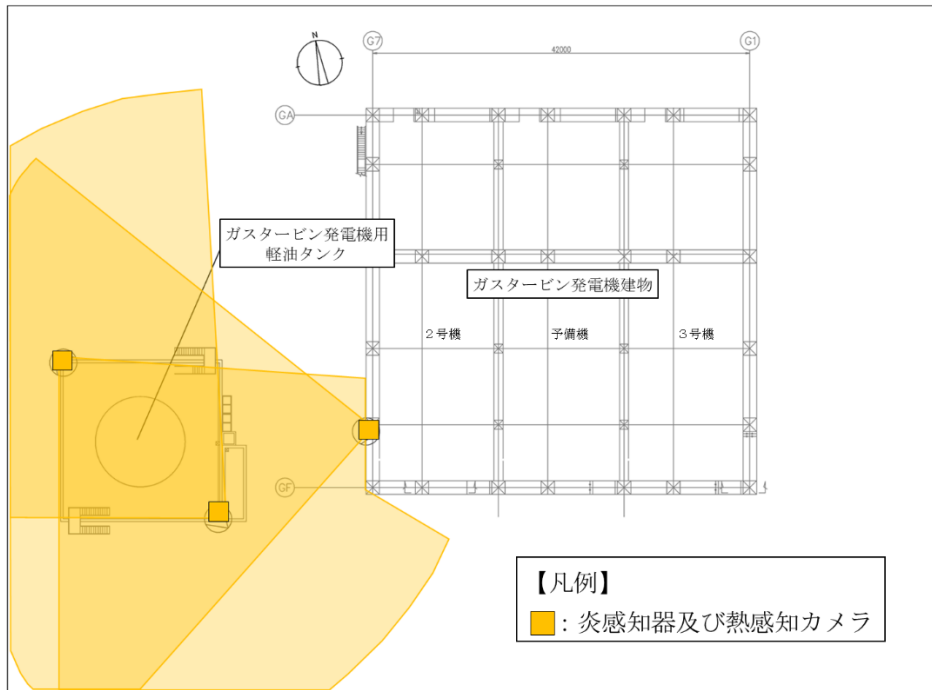 N
G7
G1
42000
GA
ガスタービン発電機用
軽油タンク
ガスタービン発電機建物
2号機
予備機
3号機
GF
【凡例】
：炎感知器及び熱感知カメラ